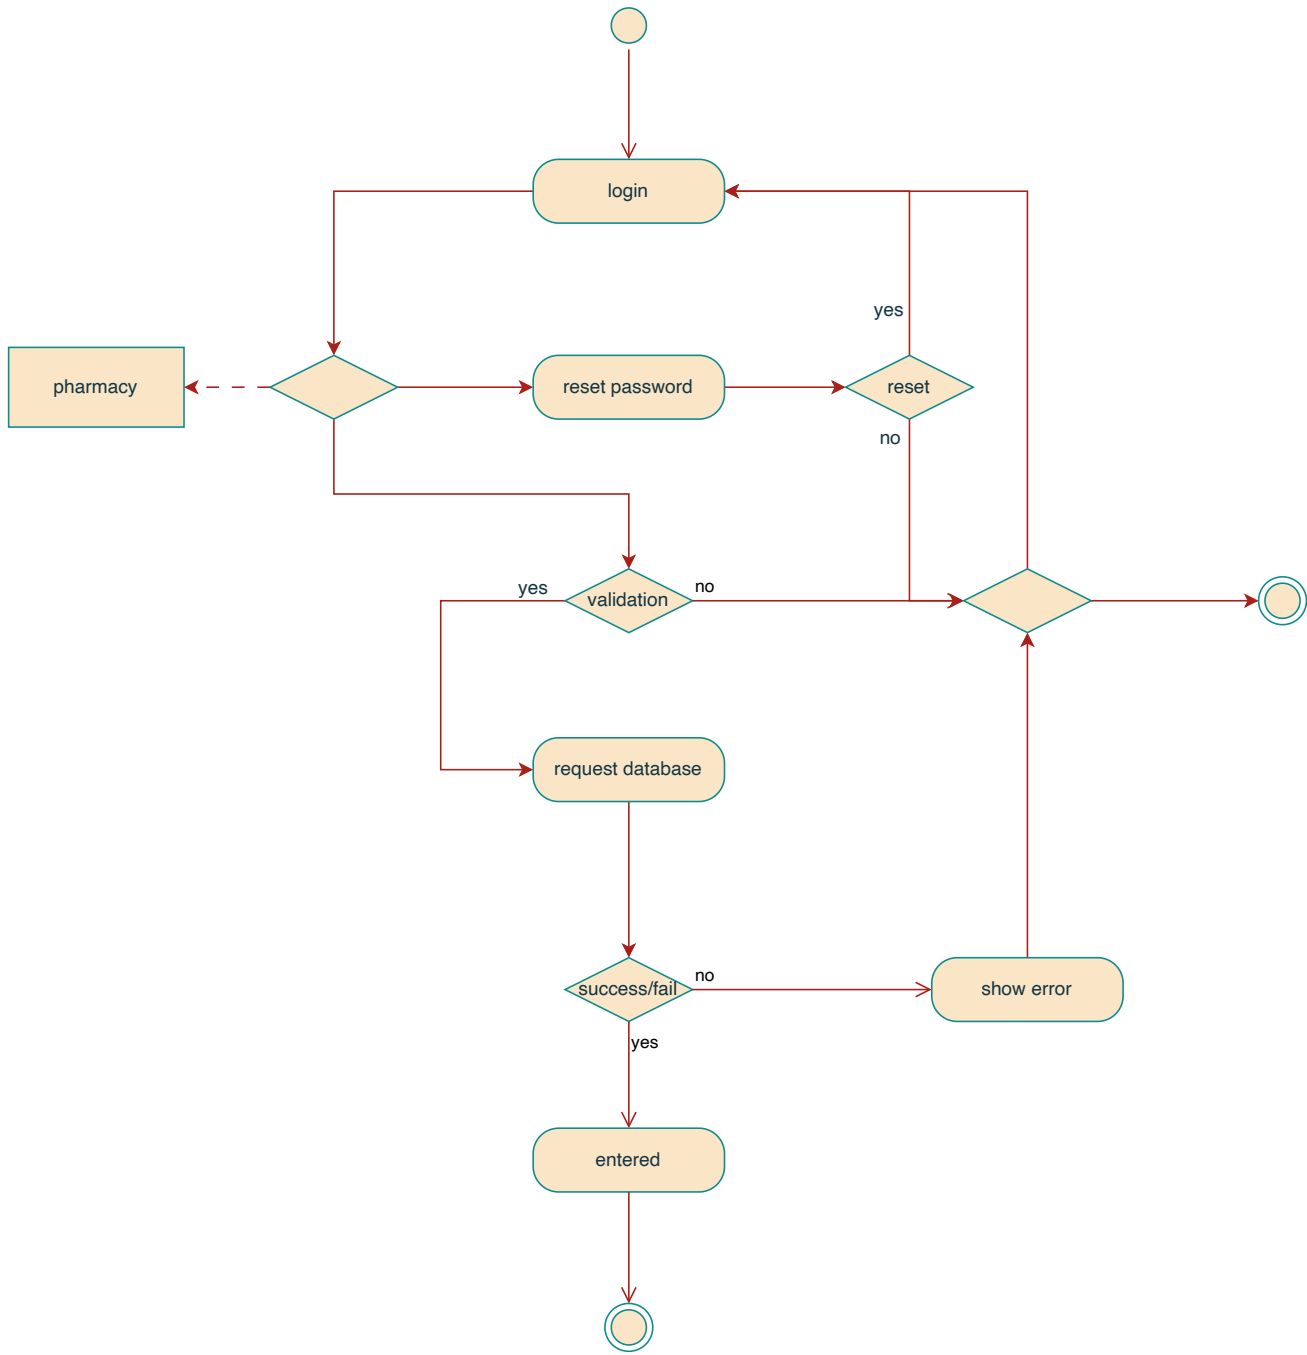 login
yes
pharmacy
reset password
reset
no
yes
validation
no
request database
success/fail
no
show error
yes
entered